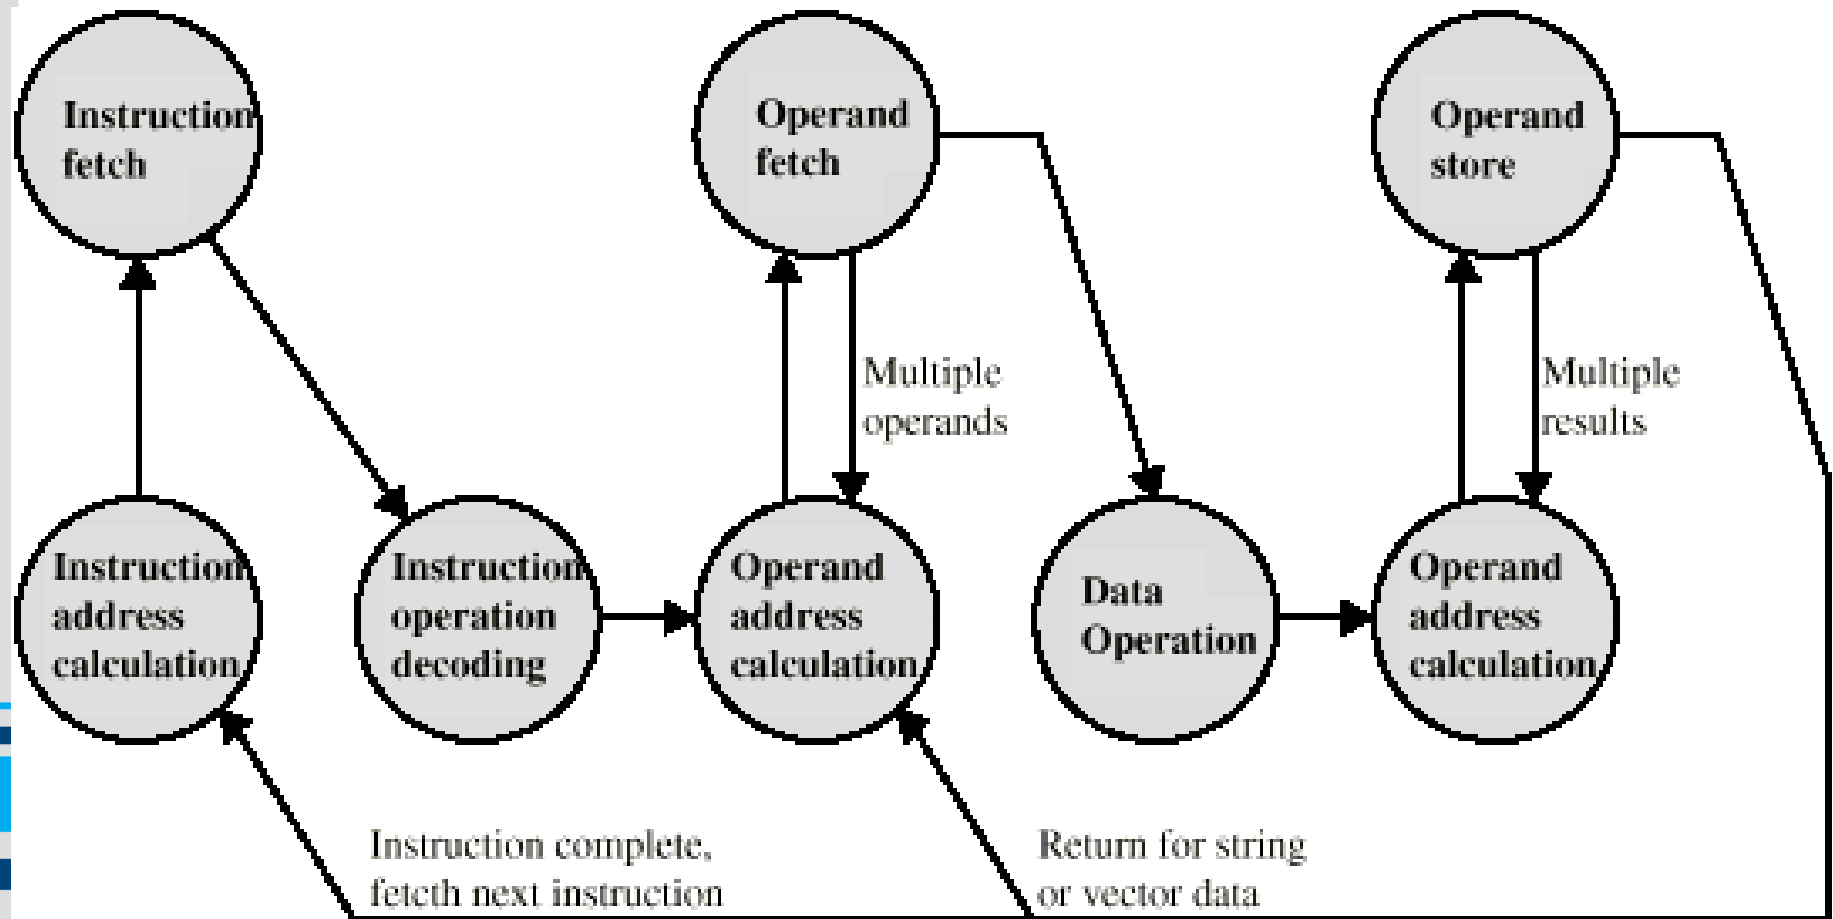 Instruction
fetch
Operand
fetch
Operand
store
Multiple
operands
Multiple
results
Instruction
address
calculation
Instruction
operation
decoding
Operand
address
calculation
Data
Operation
Operand
address
calculation
Instruction complete,
fetcth next instruction
Return for string
or vector data